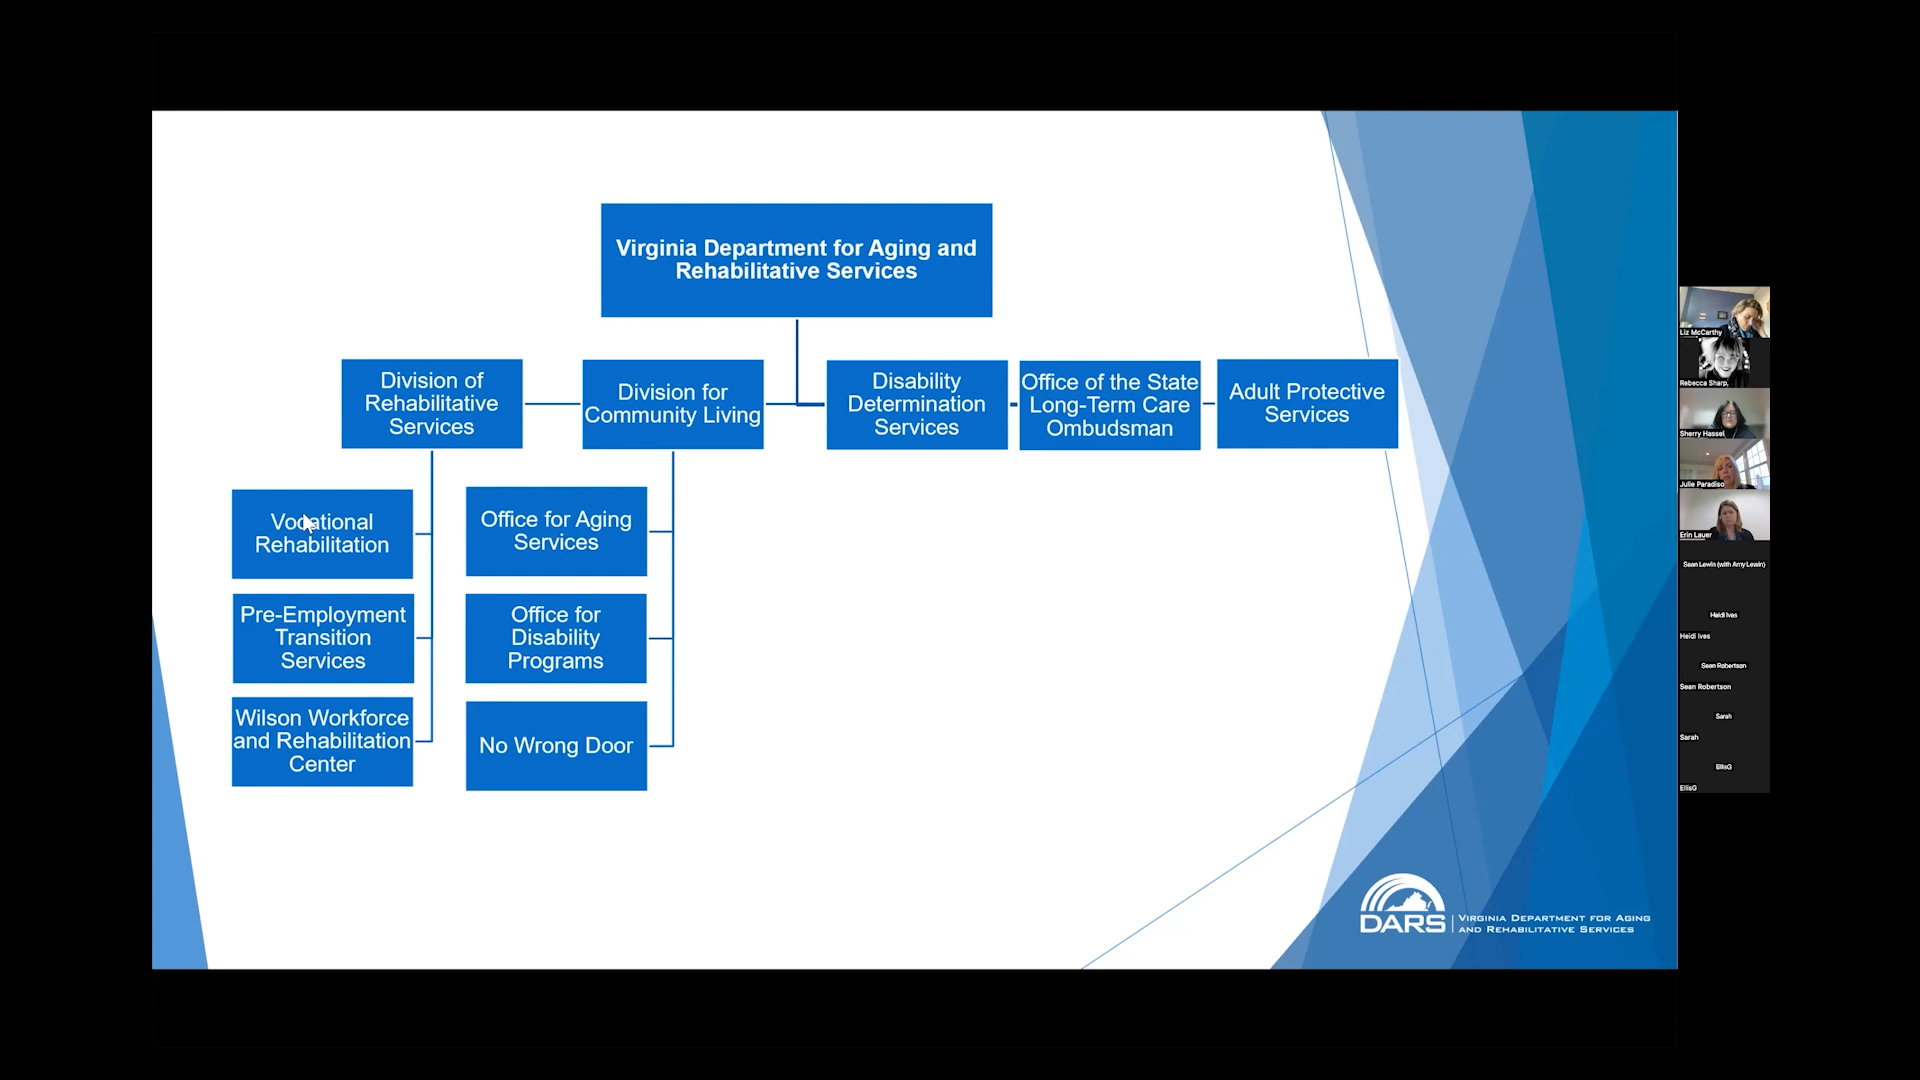 Virginia Department for Aging and
Rehabilitative Services
Division of
Rehabilitative
Services
Division for
Community Living
Disability
Determination
Services
Office of the State
Long-Term Care
Ombudsman
Adult Protective
Services
Vocational
Rehabilitation
Pre-Employment
Transition
Services
Wilson Workforce
and Rehabilitation
Center
Office for Aging
Services
Office for
Disability
Programs
No Wrong Door
DARS
Virginia Department for Aging
and Rehabilitative Services
Liz McCarthy
Rebecca Sharp,
Sherry Hassel
Julie Paradiso
Erin Lauer
Sean Lewin (with Amy Lewin)
Heidi Ives
Heidi Ives
Sean Robertson
Sean Robertson
Sarah
Sarah
EllisG
EllisG